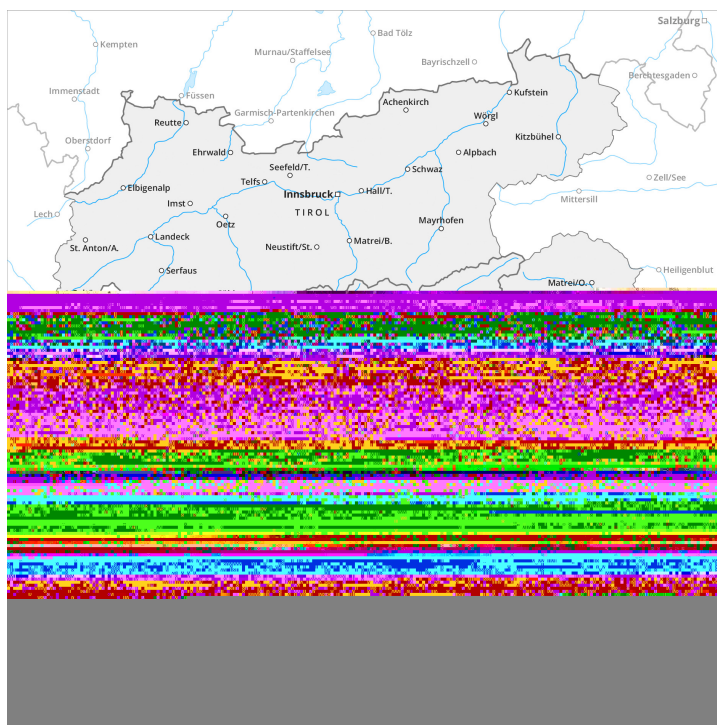 Salzburg
Bad Tölz
Kempten
Murnau/Staffelsee
Bayrischzell
Berchtesgaden
Immenstadt
Füssen
Kufstein
Achenkirch
Garmisch-Partenkirchen
Wörgl
Reutte
Kitzbühel
Oberstdorf
Ehrwald
Alpbach
Seefeld/T.
Schwaz
Zell/See
Telfs
Elbigenalp
Innsbruck
Hall/T.
Mittersill
Imst
TIROL
Lech
Mayrhofen
Oetz
Landeck
Matrei/B.
St. Anton/A.
Neustift/St.
Serfaus
Heiligenblut
Matrei/O.